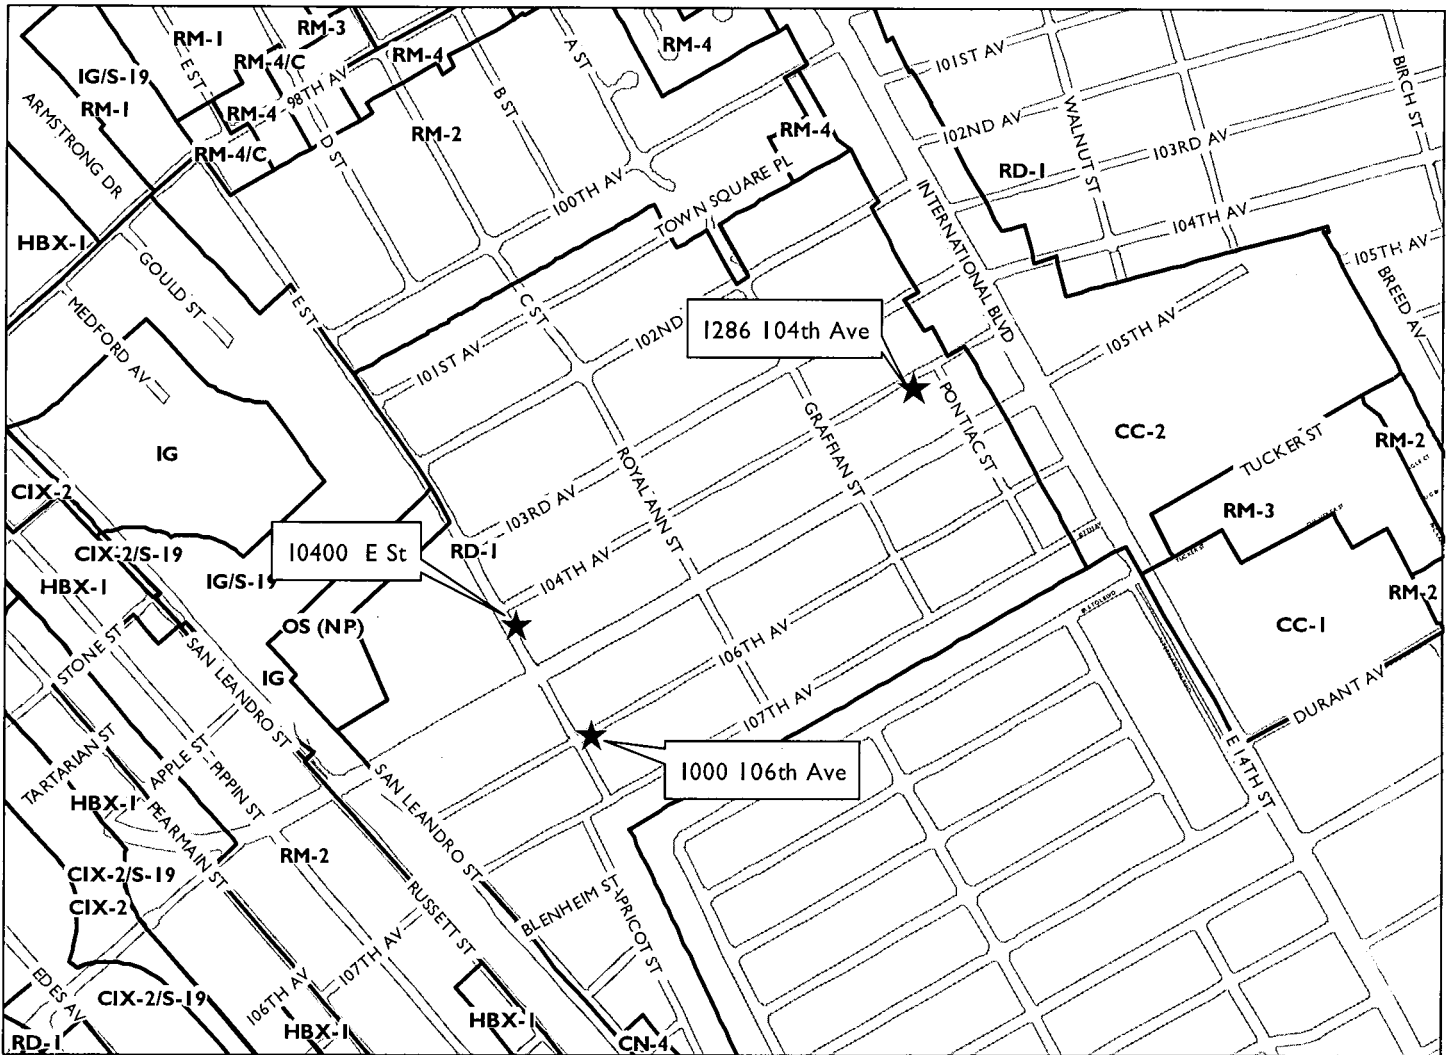 RM-3
RM-1
RM-4/C
RM-4
RM-4
IG/S-19
RM-1
E ST
98TH AV
A ST
B ST
RM-4
RM-2
RM-4/C
D ST
ARMSTRONG DR
101ST AV
BIRCH ST
WALNUT ST
102ND AV
103RD AV
RM-4
RD-1
100TH AV
TOWN SQUARE PL
INTERNATIONAL BLVD
104TH AV
105TH AV
BREED AV
HBX-1
GOULD ST
MEDFORD AV
E ST
C ST
101ST AV
102ND
1286 104th Ave
105TH AV
PONTIAC ST
GRAFFIAN ST
CC-2
TUCKER ST
RM-2
IG
CIX-2
ROYAL ANN ST
103RD AV
RM-3
TUCKER ST
10400 E St
RD-1
CIX-2/S-19
HBX-1
IG/S-19
104TH AV
OS (NP)
IG
STONE ST
SAN LEANDRO ST
106TH AV
107TH AV
RM-2
CC-1
DURANT AV
E 14TH ST
1000 106th Ave
TARTARIAN ST
APPLE ST
PIPPIN ST
HBX-1
PEARMAIN ST
SAN LEANDRO ST
RM-2
CIX-2/S-19
CIX-2
RUSSETT ST
BLENHEIM ST
APRICOT ST
107TH AV
106TH AV
EDES AV
CIX-2/S-19
HBX-1
HBX-1
RD-1
CN-4